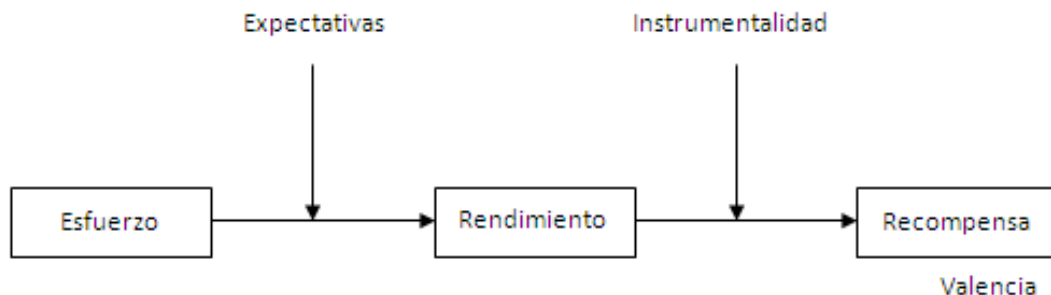 Expectativas
Instrumentalidad
Esfuerzo
Rendimiento
Recompensa
Valencia